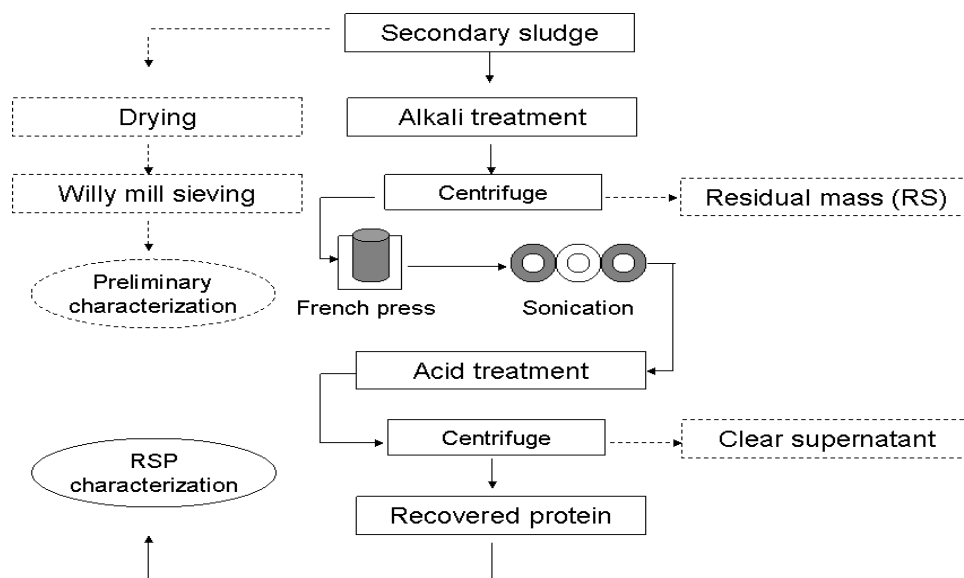 Secondary sludge
Drying
Alkali treatment
Willy mill sieving
Centrifuge
Residual mass (RS)
Preliminary
characterization
French press
Sonication
Acid treatment
Centrifuge
Clear supernatant
RSP
characterization
Recovered protein